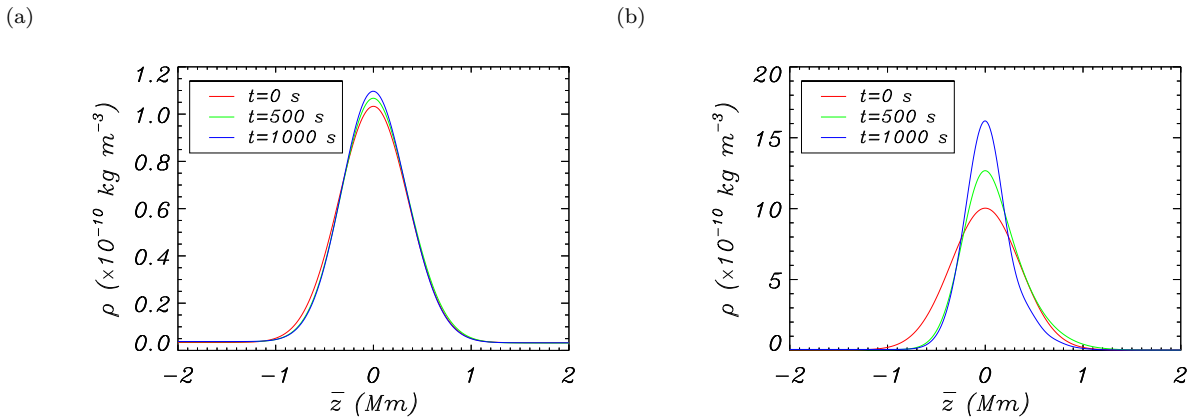 (a)
1.2
1.0
0.8
0.6
0.4
0.2
0.0
ρ (×10⁻¹⁰ kg m⁻³)
t=0 s
t=500 s
t=1000 s
−2 −1 0 1 2
z̅ (Mm)
(b)
20
15
10
5
0
ρ (×10⁻¹⁰ kg m⁻³)
t=0 s
t=500 s
t=1000 s
−2 −1 0 1 2
z̅ (Mm)